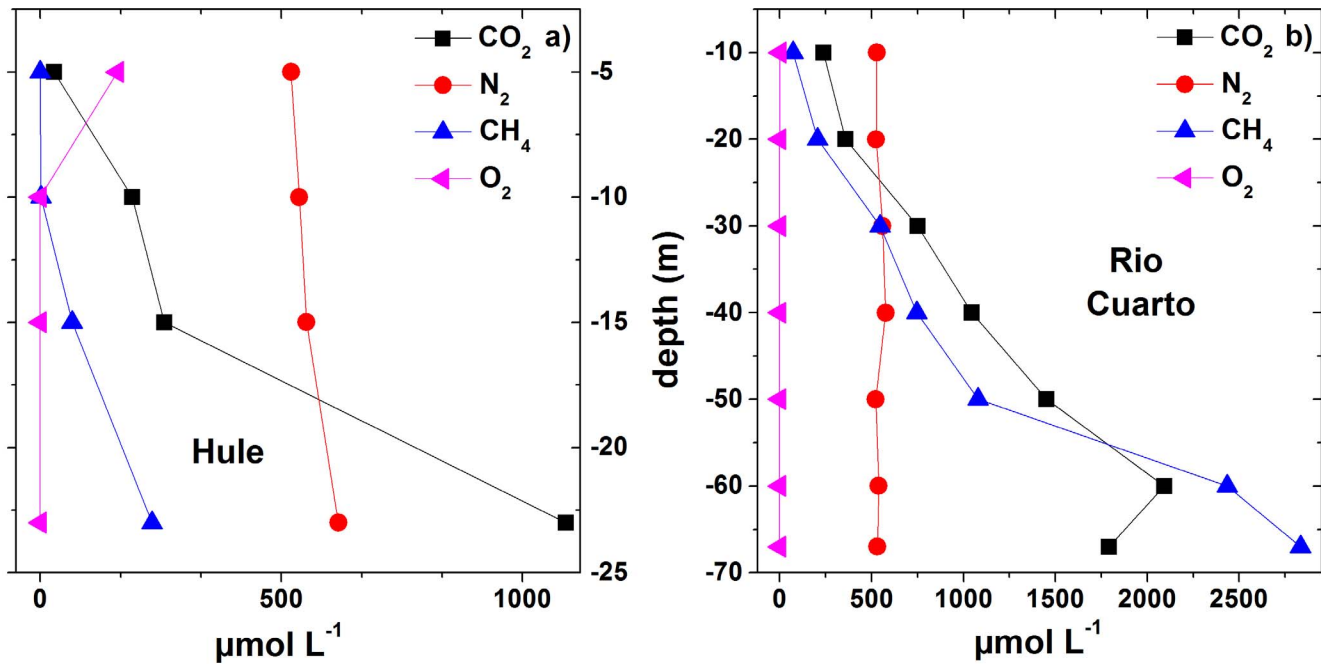 CO2 a)
N2
CH4
O2
Hule
-5
-10
-15
-20
-25
0 500 1000
µmol L-1
CO2 b)
N2
CH4
O2
Rio
Cuarto
depth (m)
-10
-20
-30
-40
-50
-60
-70
0 500 1000 1500 2000 2500
µmol L-1